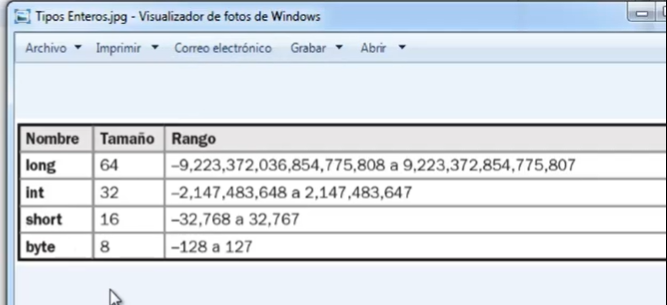 Tipos Enteros.jpg - Visualizador de fotos de Windows
Archivo Imprimir Correo electrónico Grabar Abrir
Nombre Tamaño Rango
long 64 –9,223,372,036,854,775,808 a 9,223,372,854,775,807
int 32 –2,147,483,648 a 2,147,483,647
short 16 –32,768 a 32,767
byte 8 –128 a 127